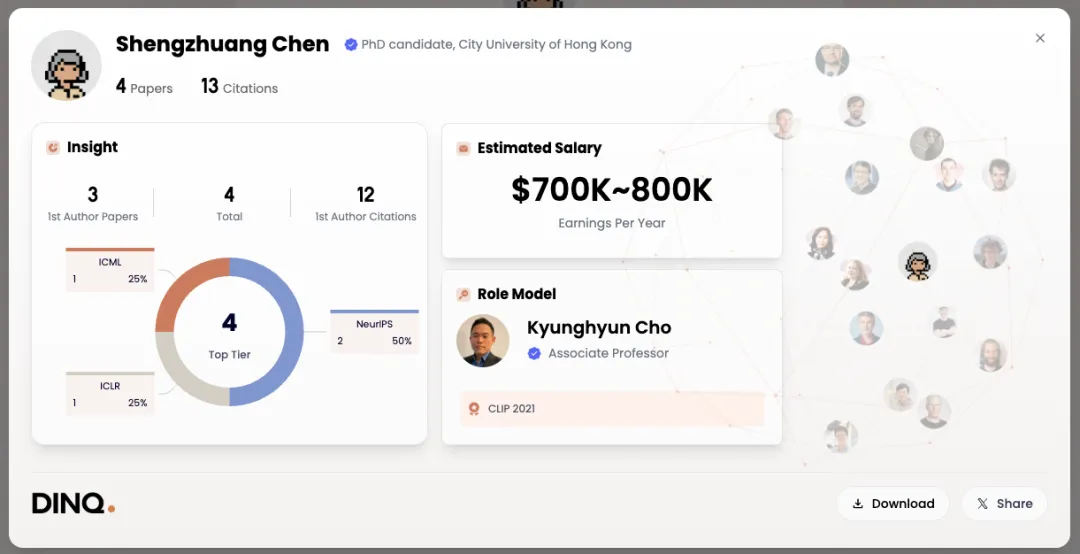 Shengzhuang Chen
PhD candidate, City University of Hong Kong
4 Papers 13 Citations
Insight
3
1st Author Papers
4
Total
12
1st Author Citations
ICML
1 25%
NeurIPS
2 50%
ICLR
1 25%
4
Top Tier
Estimated Salary
$700K~800K
Earnings Per Year
Role Model
Kyunghyun Cho
Associate Professor
CLIP 2021
DINQ.
Download
Share